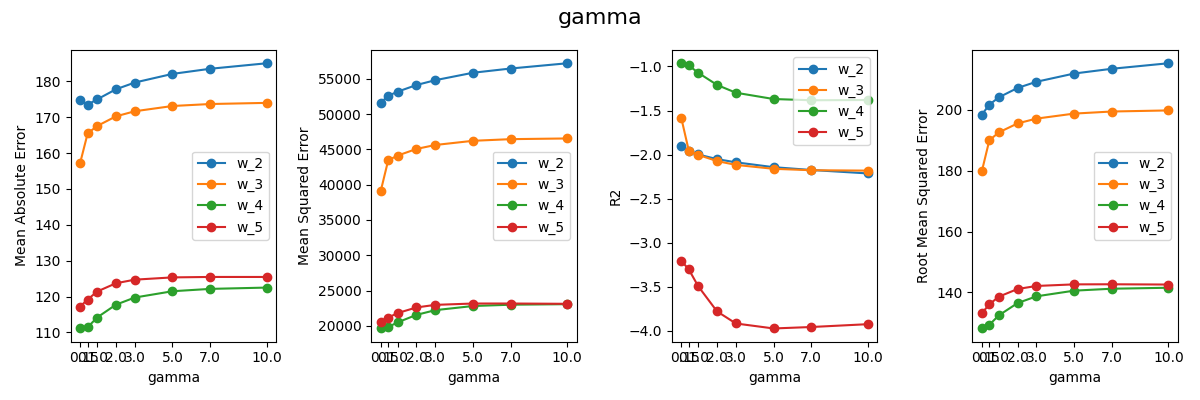 gamma
Mean Absolute Error
180
170
160
150
140
130
120
110
w_2
w_3
w_4
w_5
2.0
3.0
5.0
7.0
10.0
gamma
Mean Squared Error
55000
50000
45000
40000
35000
30000
25000
20000
w_2
w_3
w_4
w_5
2.0
3.0
5.0
7.0
10.0
gamma
R2
−1.0
−1.5
−2.0
−2.5
−3.0
−3.5
−4.0
w_2
w_3
w_4
w_5
2.0
3.0
5.0
7.0
10.0
gamma
Root Mean Squared Error
200
180
160
140
w_2
w_3
w_4
w_5
2.0
3.0
5.0
7.0
10.0
gamma